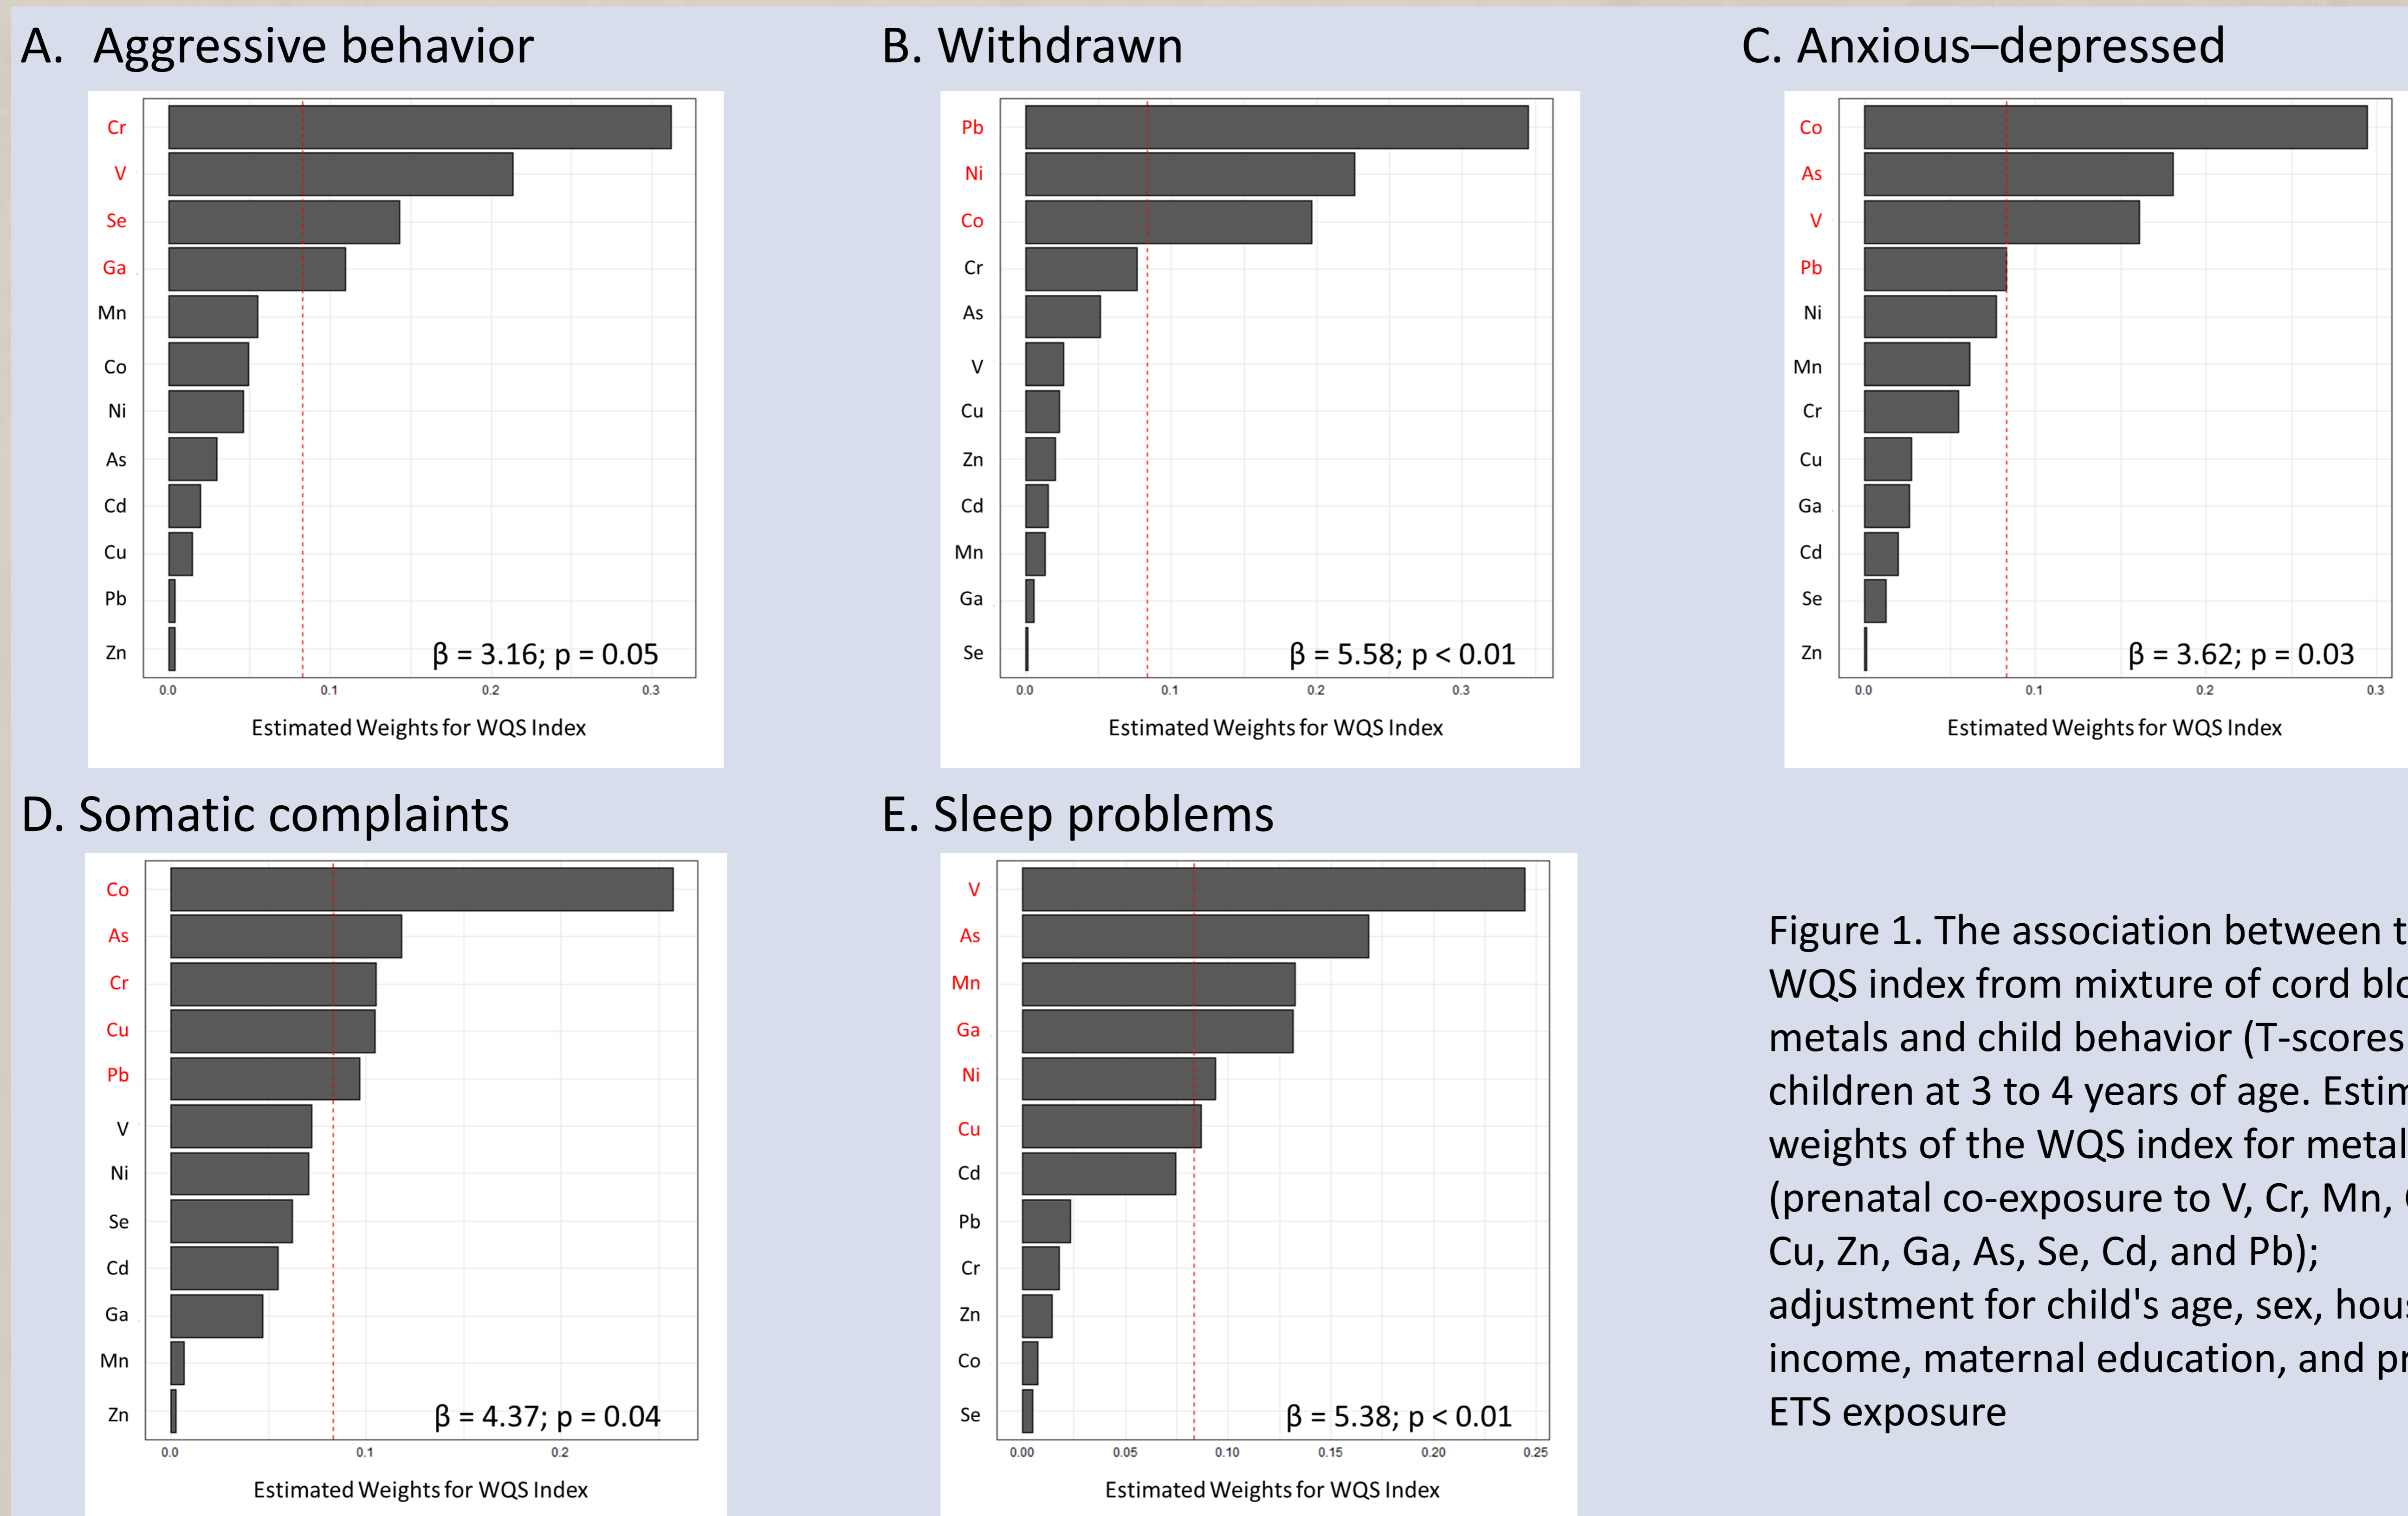 A. Aggressive behavior
Cr
V
Se
Ga
Mn
Co
Ni
As
Cd
Cu
Pb
Zn
β = 3.16; p = 0.05
0.0 0.1 0.2 0.3
Estimated Weights for WQS Index
B. Withdrawn
Pb
Ni
Co
Cr
As
V
Cu
Zn
Cd
Mn
Ga
Se
β = 5.58; p < 0.01
0.0 0.1 0.2 0.3
Estimated Weights for WQS Index
C. Anxious–depressed
Co
As
V
Pb
Ni
Mn
Cr
Cu
Ga
Cd
Se
Zn
β = 3.62; p = 0.03
0.0 0.1 0.2 0.3
Estimated Weights for WQS Index
D. Somatic complaints
Co
As
Cr
Cu
Pb
V
Ni
Se
Cd
Ga
Mn
Zn
β = 4.37; p = 0.04
0.0 0.1 0.2
Estimated Weights for WQS Index
E. Sleep problems
V
As
Mn
Ga
Ni
Cu
Cd
Pb
Cr
Zn
Co
Se
β = 5.38; p < 0.01
0.00 0.05 0.10 0.15 0.20 0.25
Estimated Weights for WQS Index
Figure 1. The association between
WQS index from mixture of cord
metals and child behavior (T-scores
children at 3 to 4 years of age.
weights of the WQS index for
(prenatal co-exposure to V, Cr, Mn,
Cu, Zn, Ga, As, Se, Cd, and Pb);
adjustment for child's age, sex,
income, maternal education, and
ETS exposure